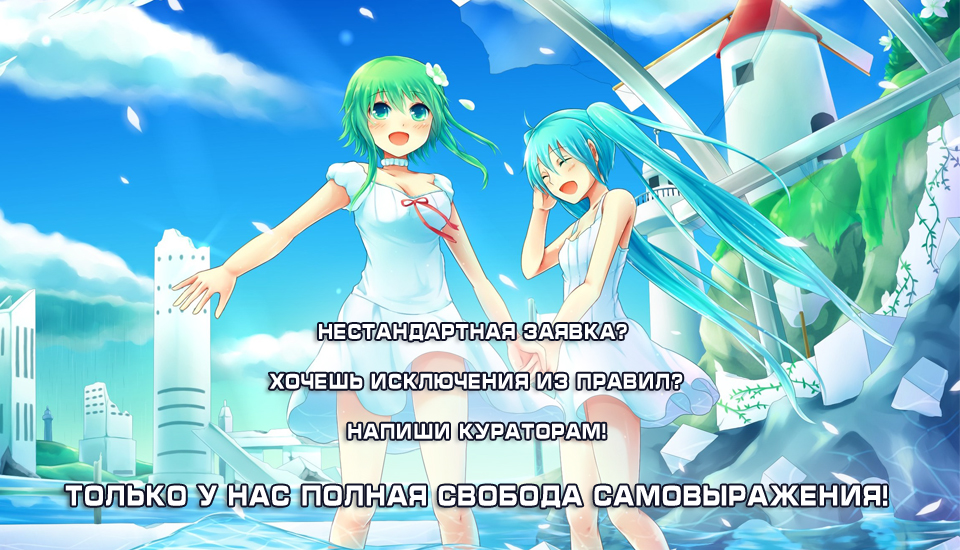 НЕСТАНДАРТНАЯ ЗАЯВКА?
ХОЧЕШЬ ИСКЛЮЧЕНИЯ ИЗ ПРАВИЛ?
НАПИШИ КУРАТОРАМ!
ТОЛЬКО У НАС ПОЛНАЯ СВОБОДА САМОВЫРАЖЕНИЯ!